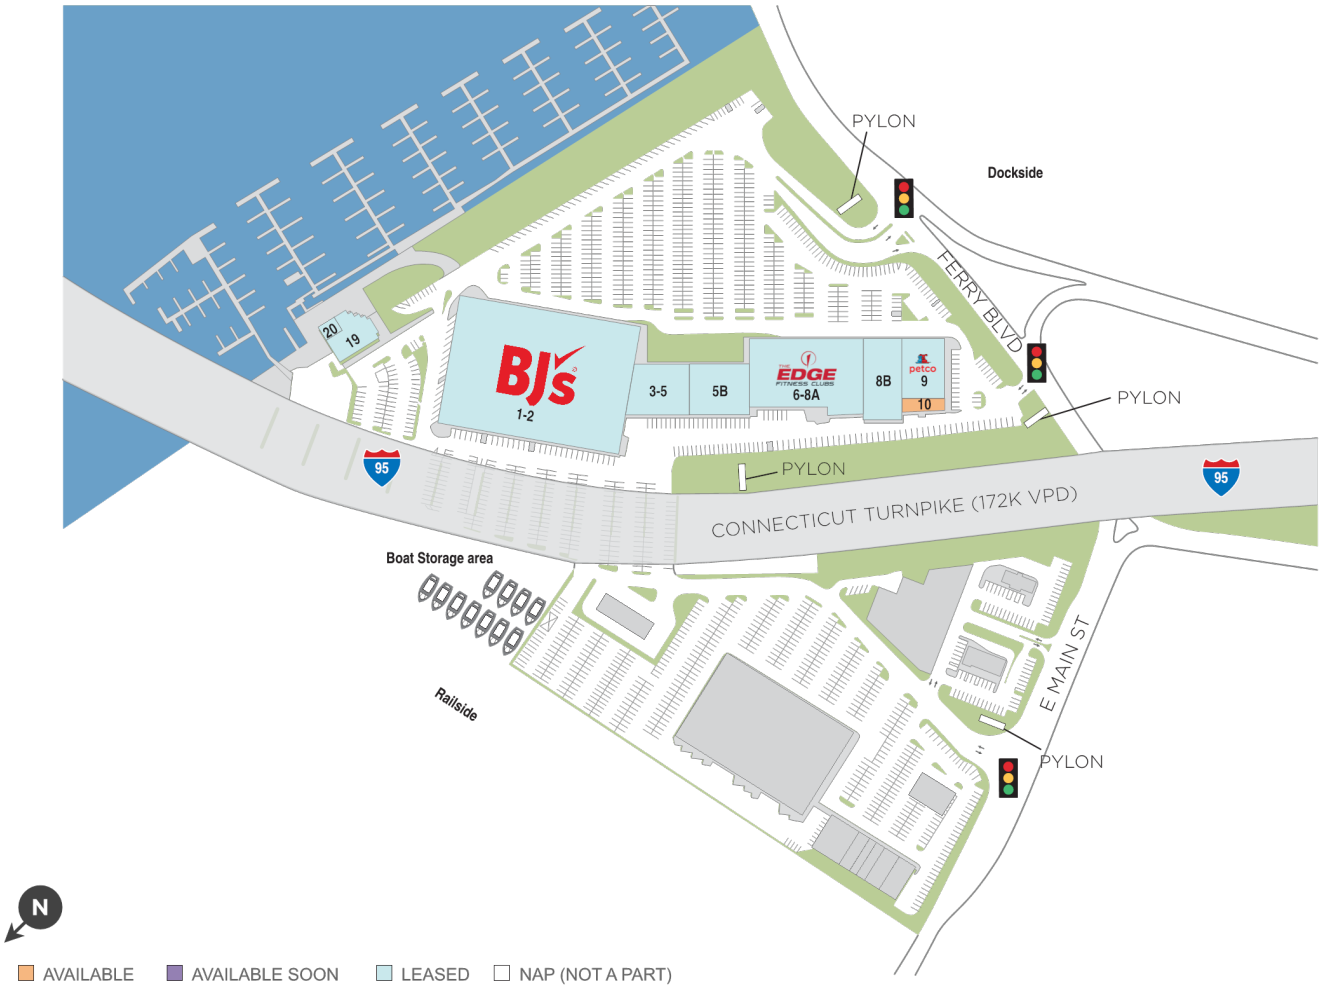 PYLON
Dockside
FERRY BLVD
20
19
BJ's
1-2
3-5
5B
THE
EDGE
FITNESS CLUBS
6-8A
8B
petco
9
10
PYLON
PYLON
95
95
CONNECTICUT TURNPIKE (172K VPD)
Boat Storage area
Railside
E MAIN ST
PYLON
N
AVAILABLE
AVAILABLE SOON
LEASED
NAP (NOT A PART)